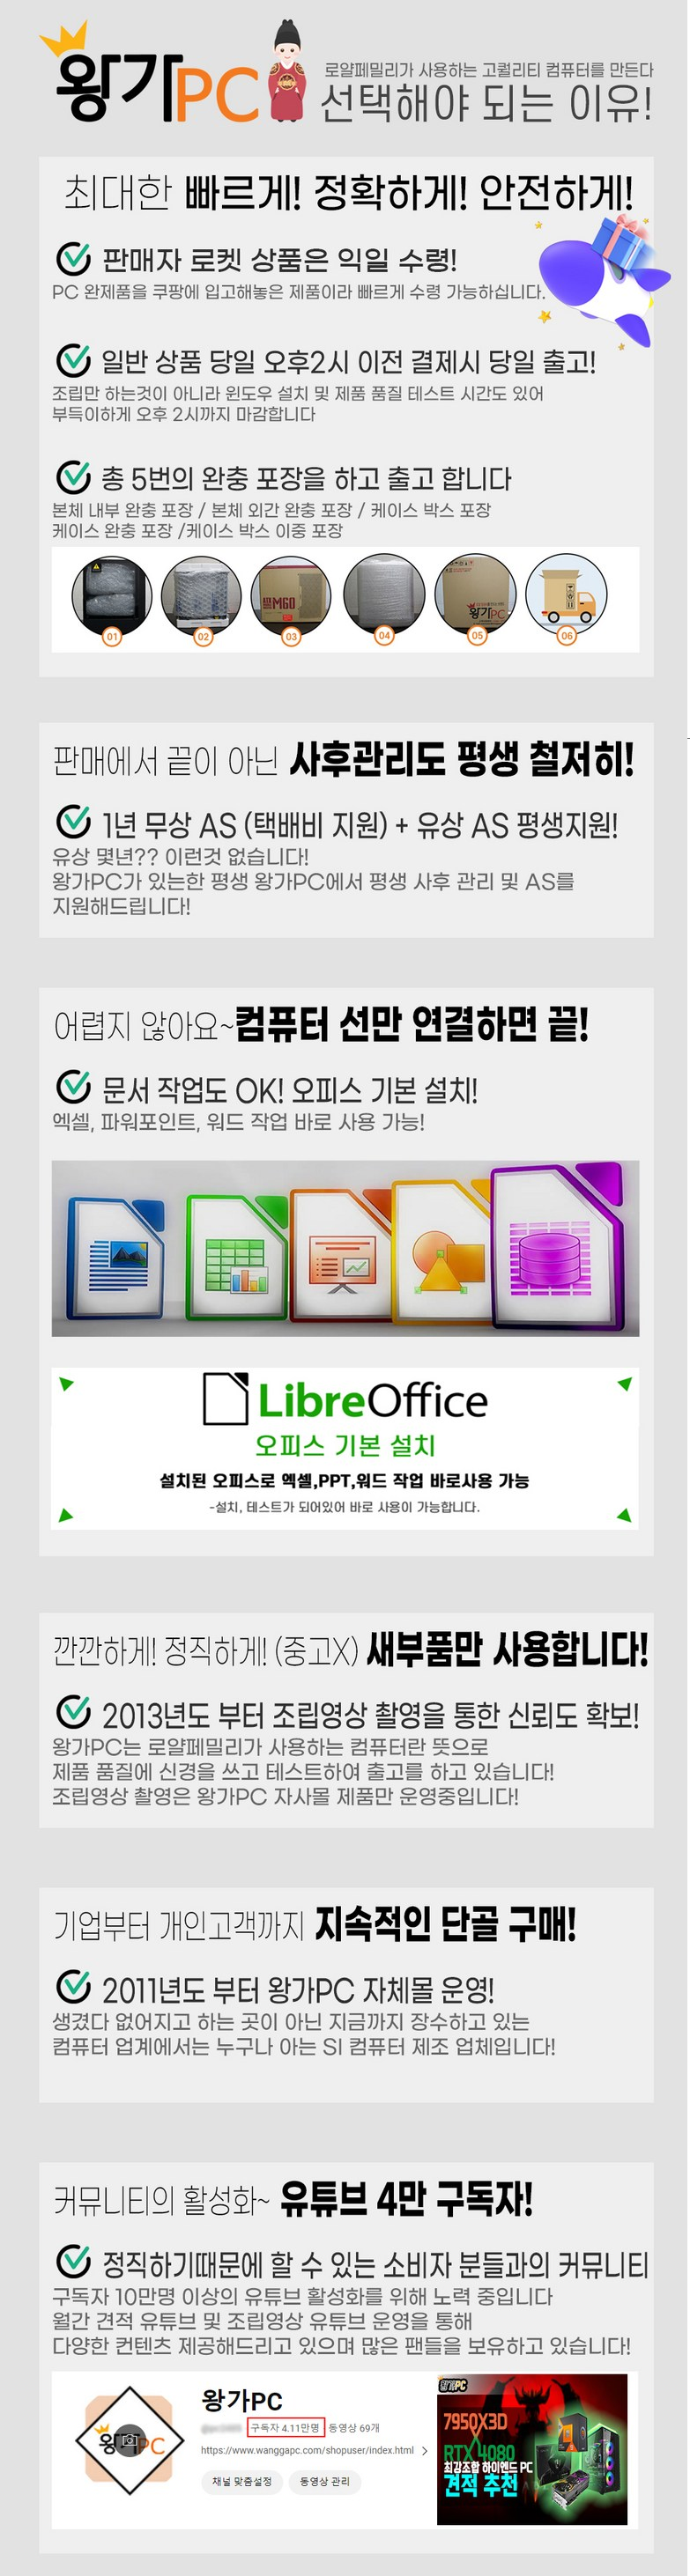 왕가PC
로얄페밀리가 사용하는 고퀄리티 컴퓨터를 만든다
선택해야 되는 이유!
최대한 빠르게! 정확하게! 안전하게!
판매자 로켓 상품은 익일 수령!
PC 완제품을 쿠팡에 입고해놓은 제품이라 빠르게 수령 가능하십니다.
일반 상품 당일 오후2시 이전 결제시 당일 출고!
조립만 하는것이 아니라 윈도우 설치 및 제품 품질 테스트 시간도 있어
부득이하게 오후 2시까지 마감합니다
총 5번의 완충 포장을 하고 출고 합니다
본체 내부 완충 포장 / 본체 외간 완충 포장 / 케이스 박스 포장
케이스 완충 포장 /케이스 박스 이중 포장
MGO
왕가PC
01 02 03 04 05 06
판매에서 끝이 아닌 사후관리도 평생 철저히!
1년 무상 AS (택배비 지원) + 유상 AS 평생지원!
유상 몇년?? 이런것 없습니다!
왕가PC가 있는한 평생 왕가PC에서 평생 사후 관리 및 AS를
지원해드립니다!
어렵지 않아요~컴퓨터 선만 연결하면 끝!
문서 작업도 OK! 오피스 기본 설치!
엑셀, 파워포인트, 워드 작업 바로 사용 가능!
LibreOffice
오피스 기본 설치
설치된 오피스로 엑셀,PPT,워드 작업 바로사용 가능
-설치, 테스트가 되어있어 바로 사용이 가능합니다.
깐깐하게! 정직하게! (중고X) 새부품만 사용합니다!
2013년도 부터 조립영상 촬영을 통한 신뢰도 확보!
왕가PC는 로얄페밀리가 사용하는 컴퓨터란 뜻으로
제품 품질에 신경을 쓰고 테스트하여 출고를 하고 있습니다!
조립영상 촬영은 왕가PC 자사몰 제품만 운영중입니다!
기업부터 개인고객까지 지속적인 단골 구매!
2011년도 부터 왕가PC 자체몰 운영!
생겼다 없어지고 하는 곳이 아닌 지금까지 장수하고 있는
컴퓨터 업계에서는 누구나 아는 SI 컴퓨터 제조 업체입니다!
커뮤니티의 활성화~ 유튜브 4만 구독자!
정직하기때문에 할 수 있는 소비자 분들과의 커뮤니티
구독자 10만명 이상의 유튜브 활성화를 위해 노력 중입니다
월간 견적 유튜브 및 조립영상 유튜브 운영을 통해
다양한 컨텐츠 제공해드리고 있으며 많은 팬들을 보유하고 있습니다!
왕가PC
왕가PC
구독자 4.11만명 동영상 69개
https://www.wanggapc.com/shopuser/index.html
채널 맞춤설정 동영상 관리
왕가PC
7950X3D
X
RTX 4080
최강조합 하이엔드 PC
견적 추천